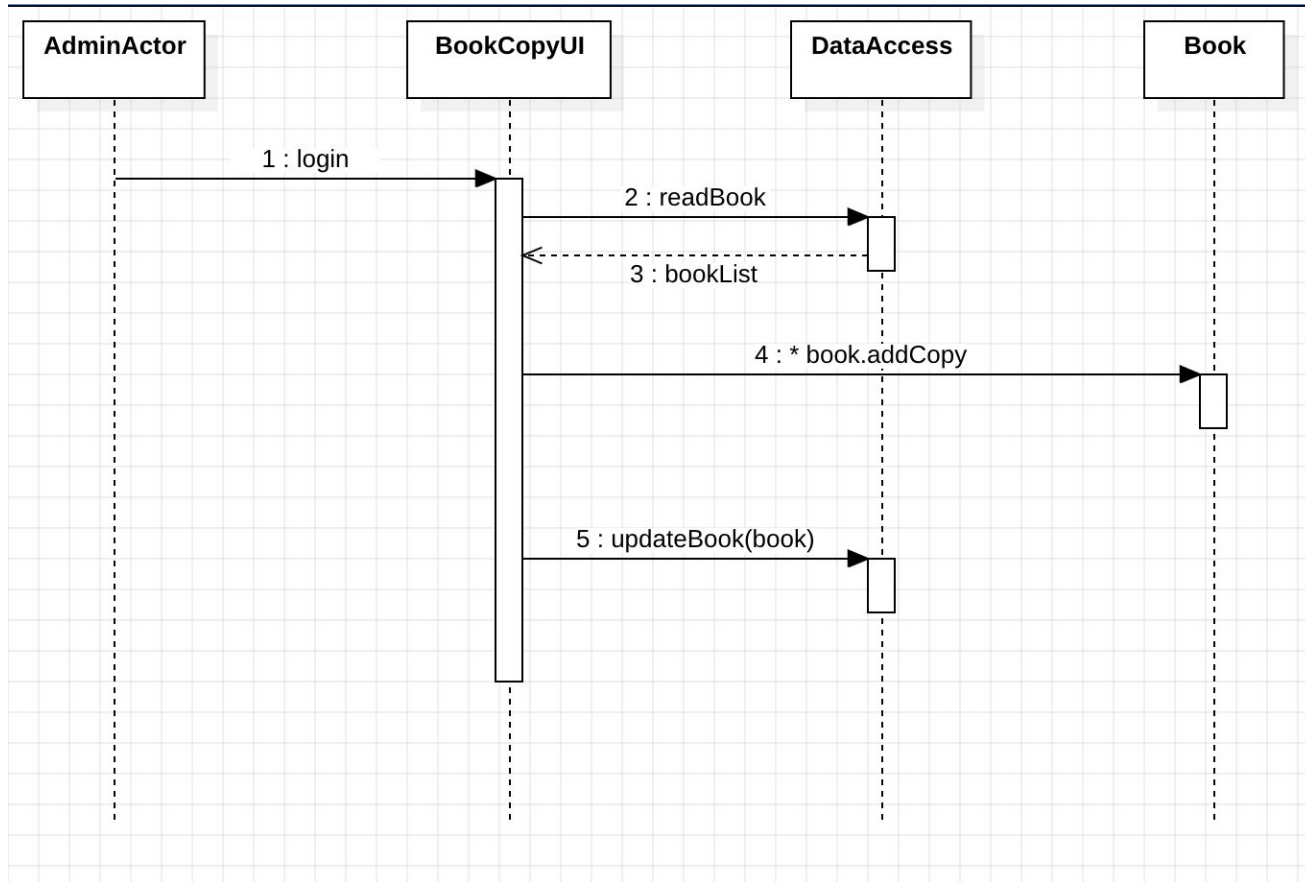 AdminActor
BookCopyUI
DataAccess
Book
1 : login
2 : readBook
3 : bookList
4 : * book.addCopy
5 : updateBook(book)